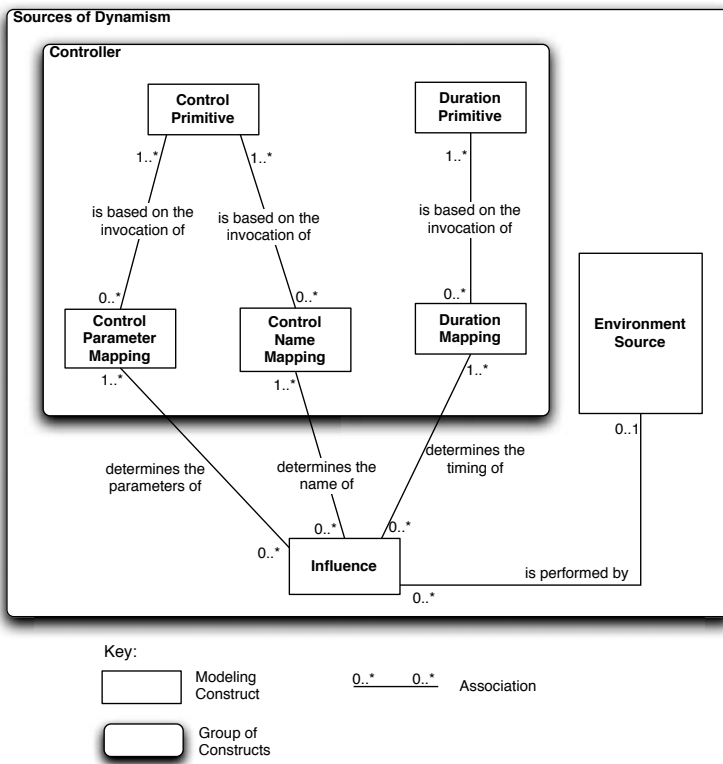 Sources of Dynamism
Controller
Control
Primitive
Duration
Primitive
1..*
1..*
1..*
is based on the
invocation of
is based on the
invocation of
is based on the
invocation of
0..*
0..*
0..*
Control
Parameter
Mapping
Control
Name
Mapping
Duration
Mapping
Environment
Source
1..*
1..*
1..*
0..1
determines the
parameters of
determines the
name of
determines the
timing of
0..*
0..*
0..*
Influence
is performed by
0..*
Key:
Modeling
Construct
0..*
0..*
Association
Group of
Constructs